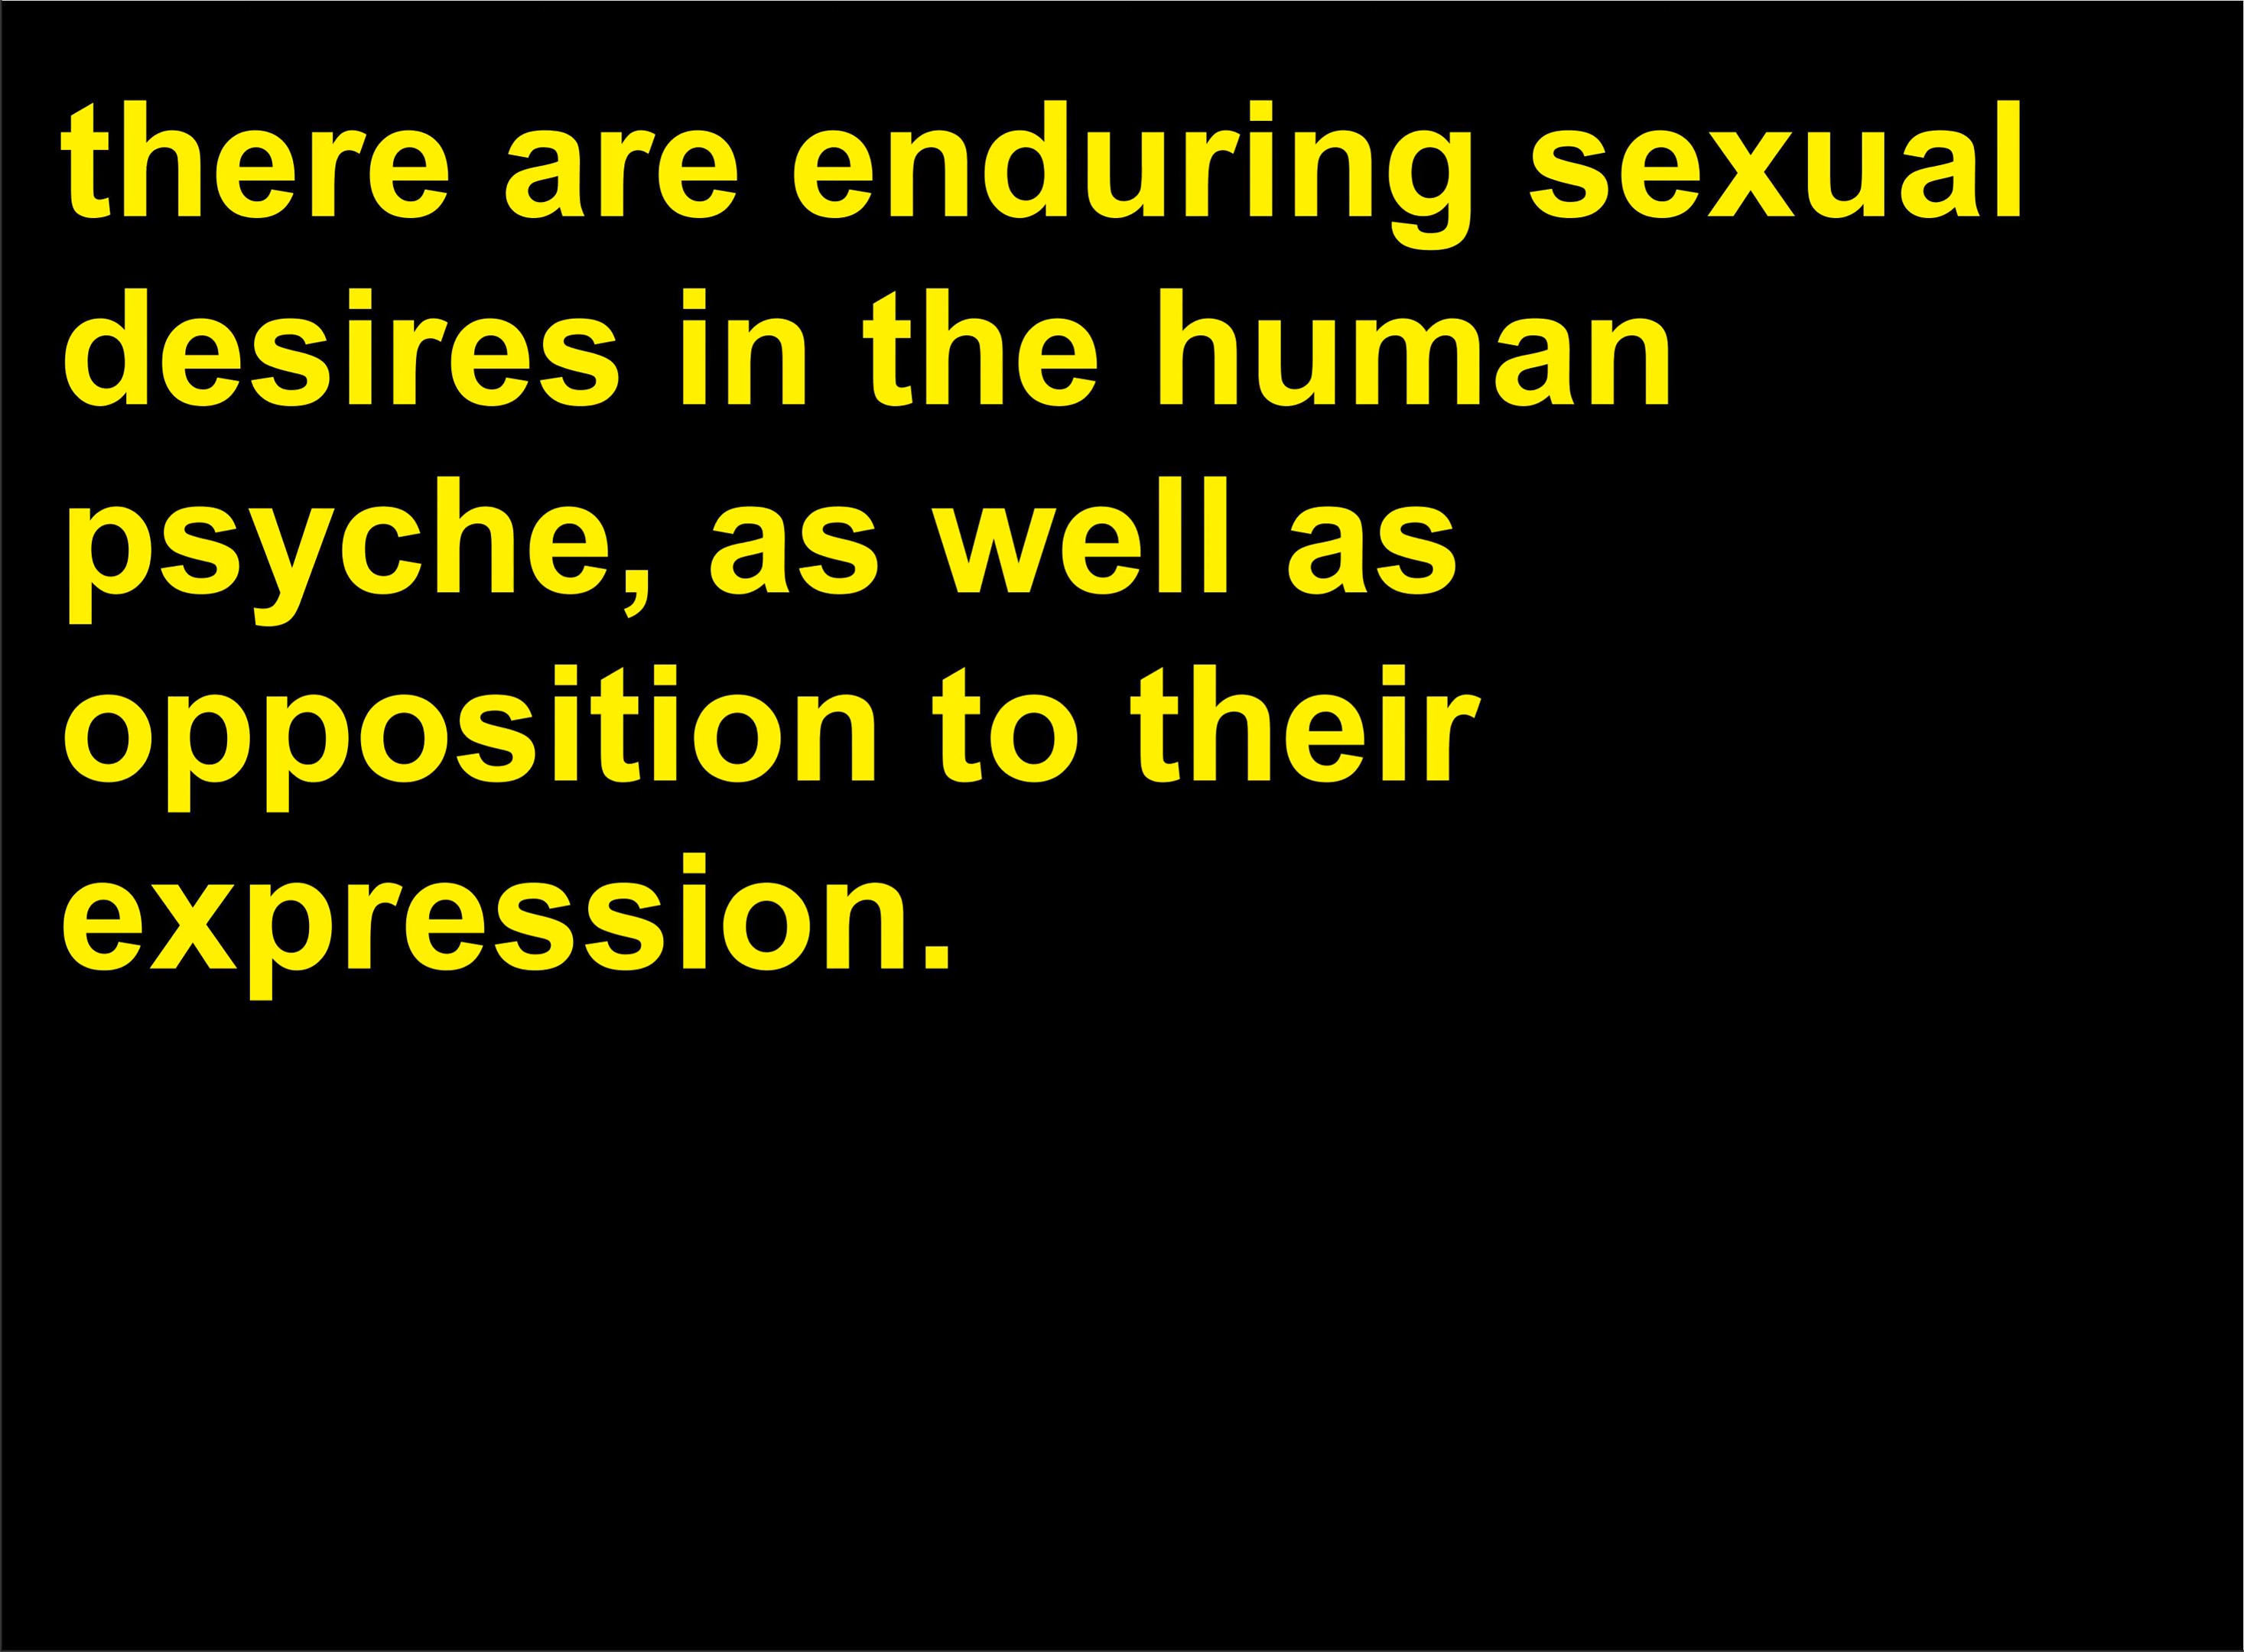 there are enduring sexual
desires in the human
psyche, as well as
opposition to their
expression.